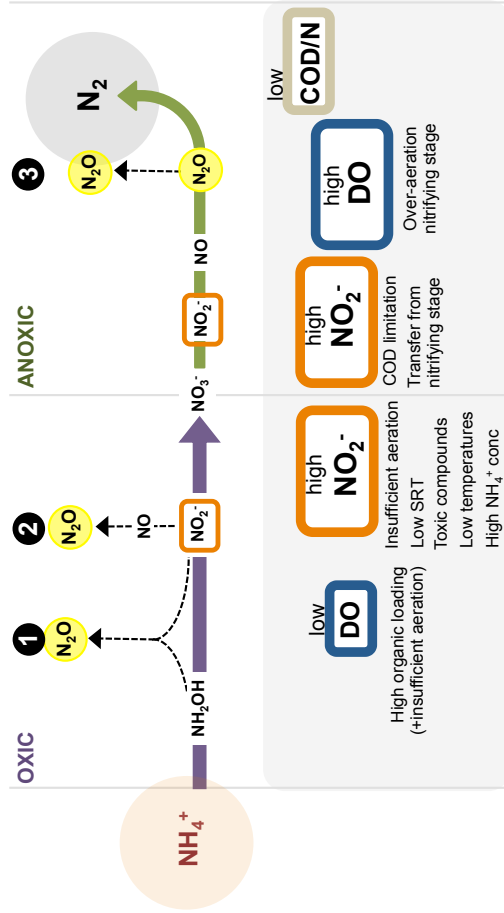 OXIC
ANOXIC
1
N₂O
2
N₂O
NO
3
N₂O
NH₄⁺
NH₂OH
NO₂⁻
NO₃⁻
NO₂⁻
NO
N₂O
N₂
low
DO
High organic loading
(+insufficient aeration)
high
NO₂⁻
Insufficient aeration
Low SRT
Toxic compounds
Low temperatures
High NH₄⁺ conc
high
NO₂⁻
COD limitation
Transfer from
nitrifying stage
high
DO
Over-aeration
nitrifying stage
low
COD/N